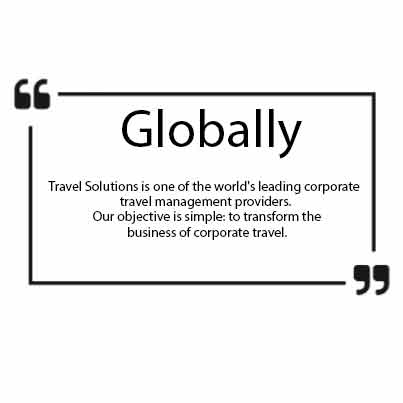 Globally
Travel Solutions is one of the world's leading corporate
travel management providers.
Our objective is simple: to transform the
business of corporate travel.